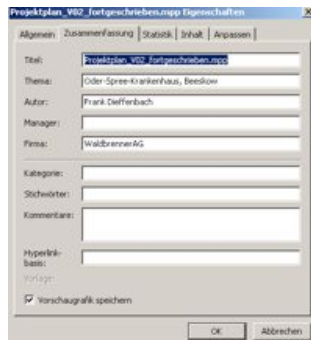 Projektplan_V02_fortgeschrieben.mpp Eigenschaften
Allgemein Zusammenfassung Statistik Inhalt Anpassen
Titel: Projektplan_V02_fortgeschrieben.mpp
Thema: Oder-Spree-Krankenhaus, Beeskow
Autor: Frank Dieffenbach
Manager:
Firma: WaldbrennerAG
Kategorie:
Stichwörter:
Kommentare:
Hyperlink-
basis:
Vorlage:
Vorschaugrafik speichern
OK Abbrechen